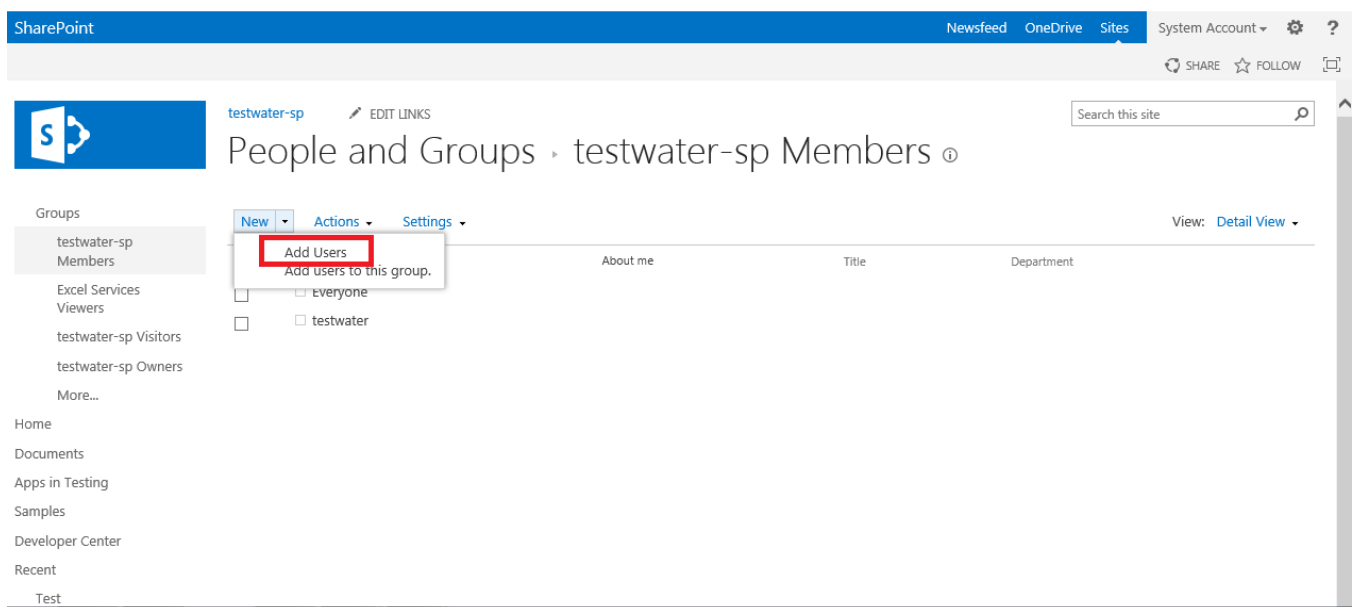 SharePoint
Newsfeed OneDrive Sites System Account ?
SHARE FOLLOW
S
testwater-sp EDIT LINKS
Search this site
People and Groups ▸ testwater-sp Members
Groups
New Actions Settings
View: Detail View
testwater-sp
Members
Add Users
Add users to this group.
About me Title Department
Excel Services
Viewers
Everyone
testwater
testwater-sp Visitors
testwater-sp Owners
More...
Home
Documents
Apps in Testing
Samples
Developer Center
Recent
Test